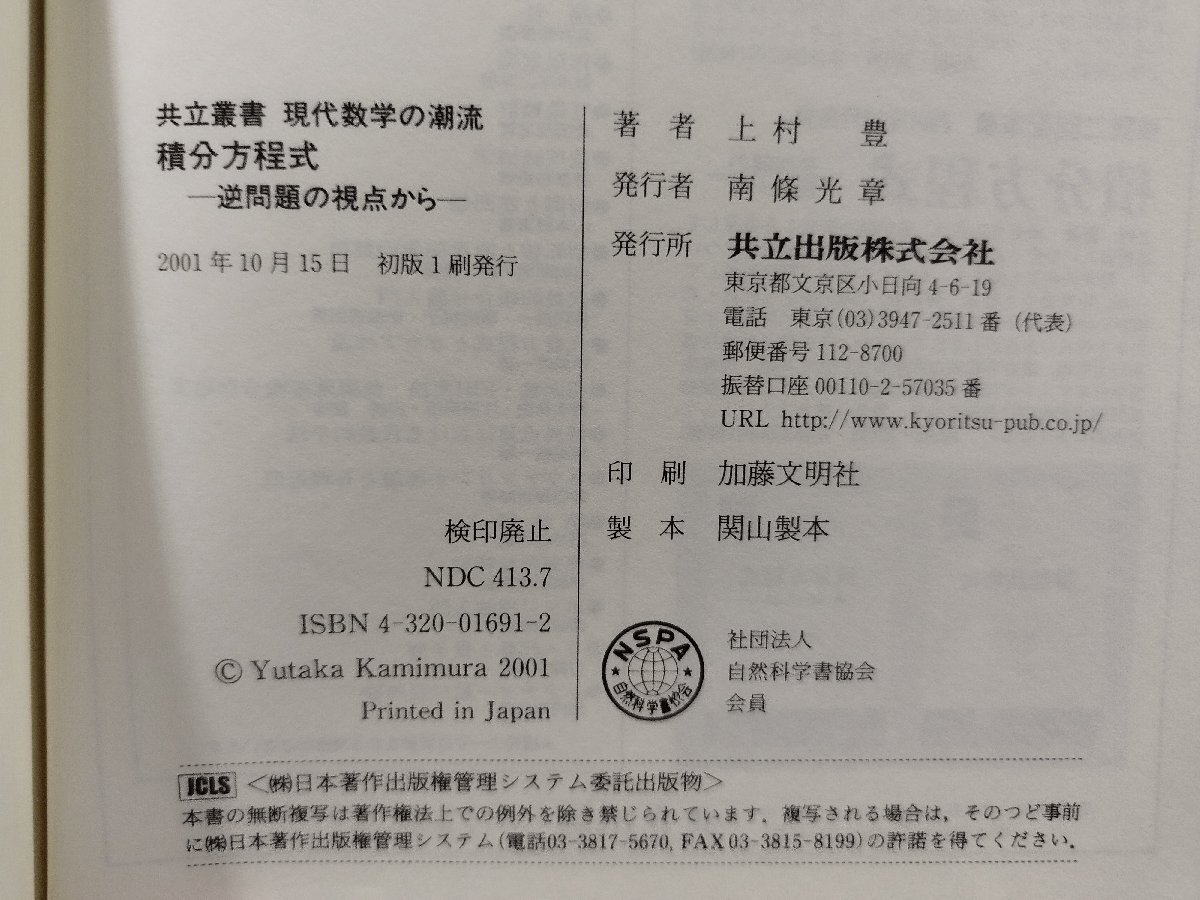 共立叢書 現代数学の潮流
積分方程式
—逆問題の視点から—
2001年10月15日 初版1刷発行
検印廃止
NDC 413.7
ISBN 4-320-01691-2
© Yutaka Kamimura 2001
Printed in Japan
著 者 上村 豊
発行者 南條光章
発行所 共立出版株式会社
東京都文京区小日向4-6-19
電話 東京(03)3947-2511番(代表)
郵便番号112-8700
振替口座00110-2-57035番
URL http://www.kyoritsu-pub.co.jp/
印 刷 加藤文明社
製 本 関山製本
NSPA
自然科学書協会
社団法人
自然科学書協会
会員
JCLS <㈱日本著作出版権管理システム委託出版物>
本書の無断複写は著作権法上での例外を除き禁じられています．複写される場合は，そのつど事前
に㈱日本著作出版権管理システム(電話03-3817-5670, FAX03-3815-8199)の許諾を得てください．